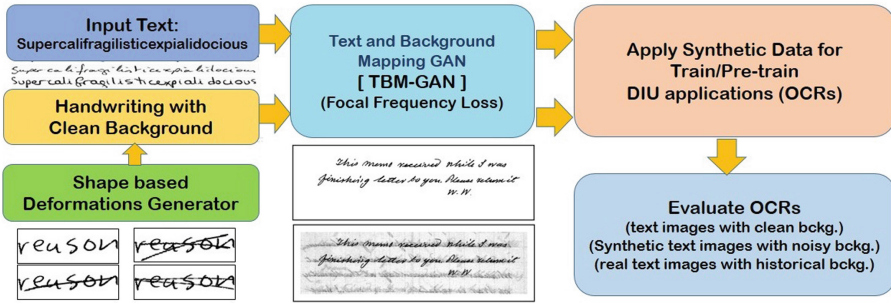 Input Text:
Supercalifragilisticexpialidocious
Supercalifragilisticexpialidocious
Supercalifragilisticexpialidocious
Handwriting with
Clean Background
Shape based
Deformations Generator
reason
reason
reason
reason
Text and Background
Mapping GAN
[ TBM-GAN ]
(Focal Frequency Loss)
This memo received while I was
finishing letter to you. Please return it
W.W.
This memo received while I was
finishing letter to you. Please return it
W.W.
Apply Synthetic Data for
Train/Pre-train
DIU applications (OCRs)
Evaluate OCRs
(text images with clean bckg.)
(Synthetic text images with noisy bckg.)
(real text images with historical bckg.)